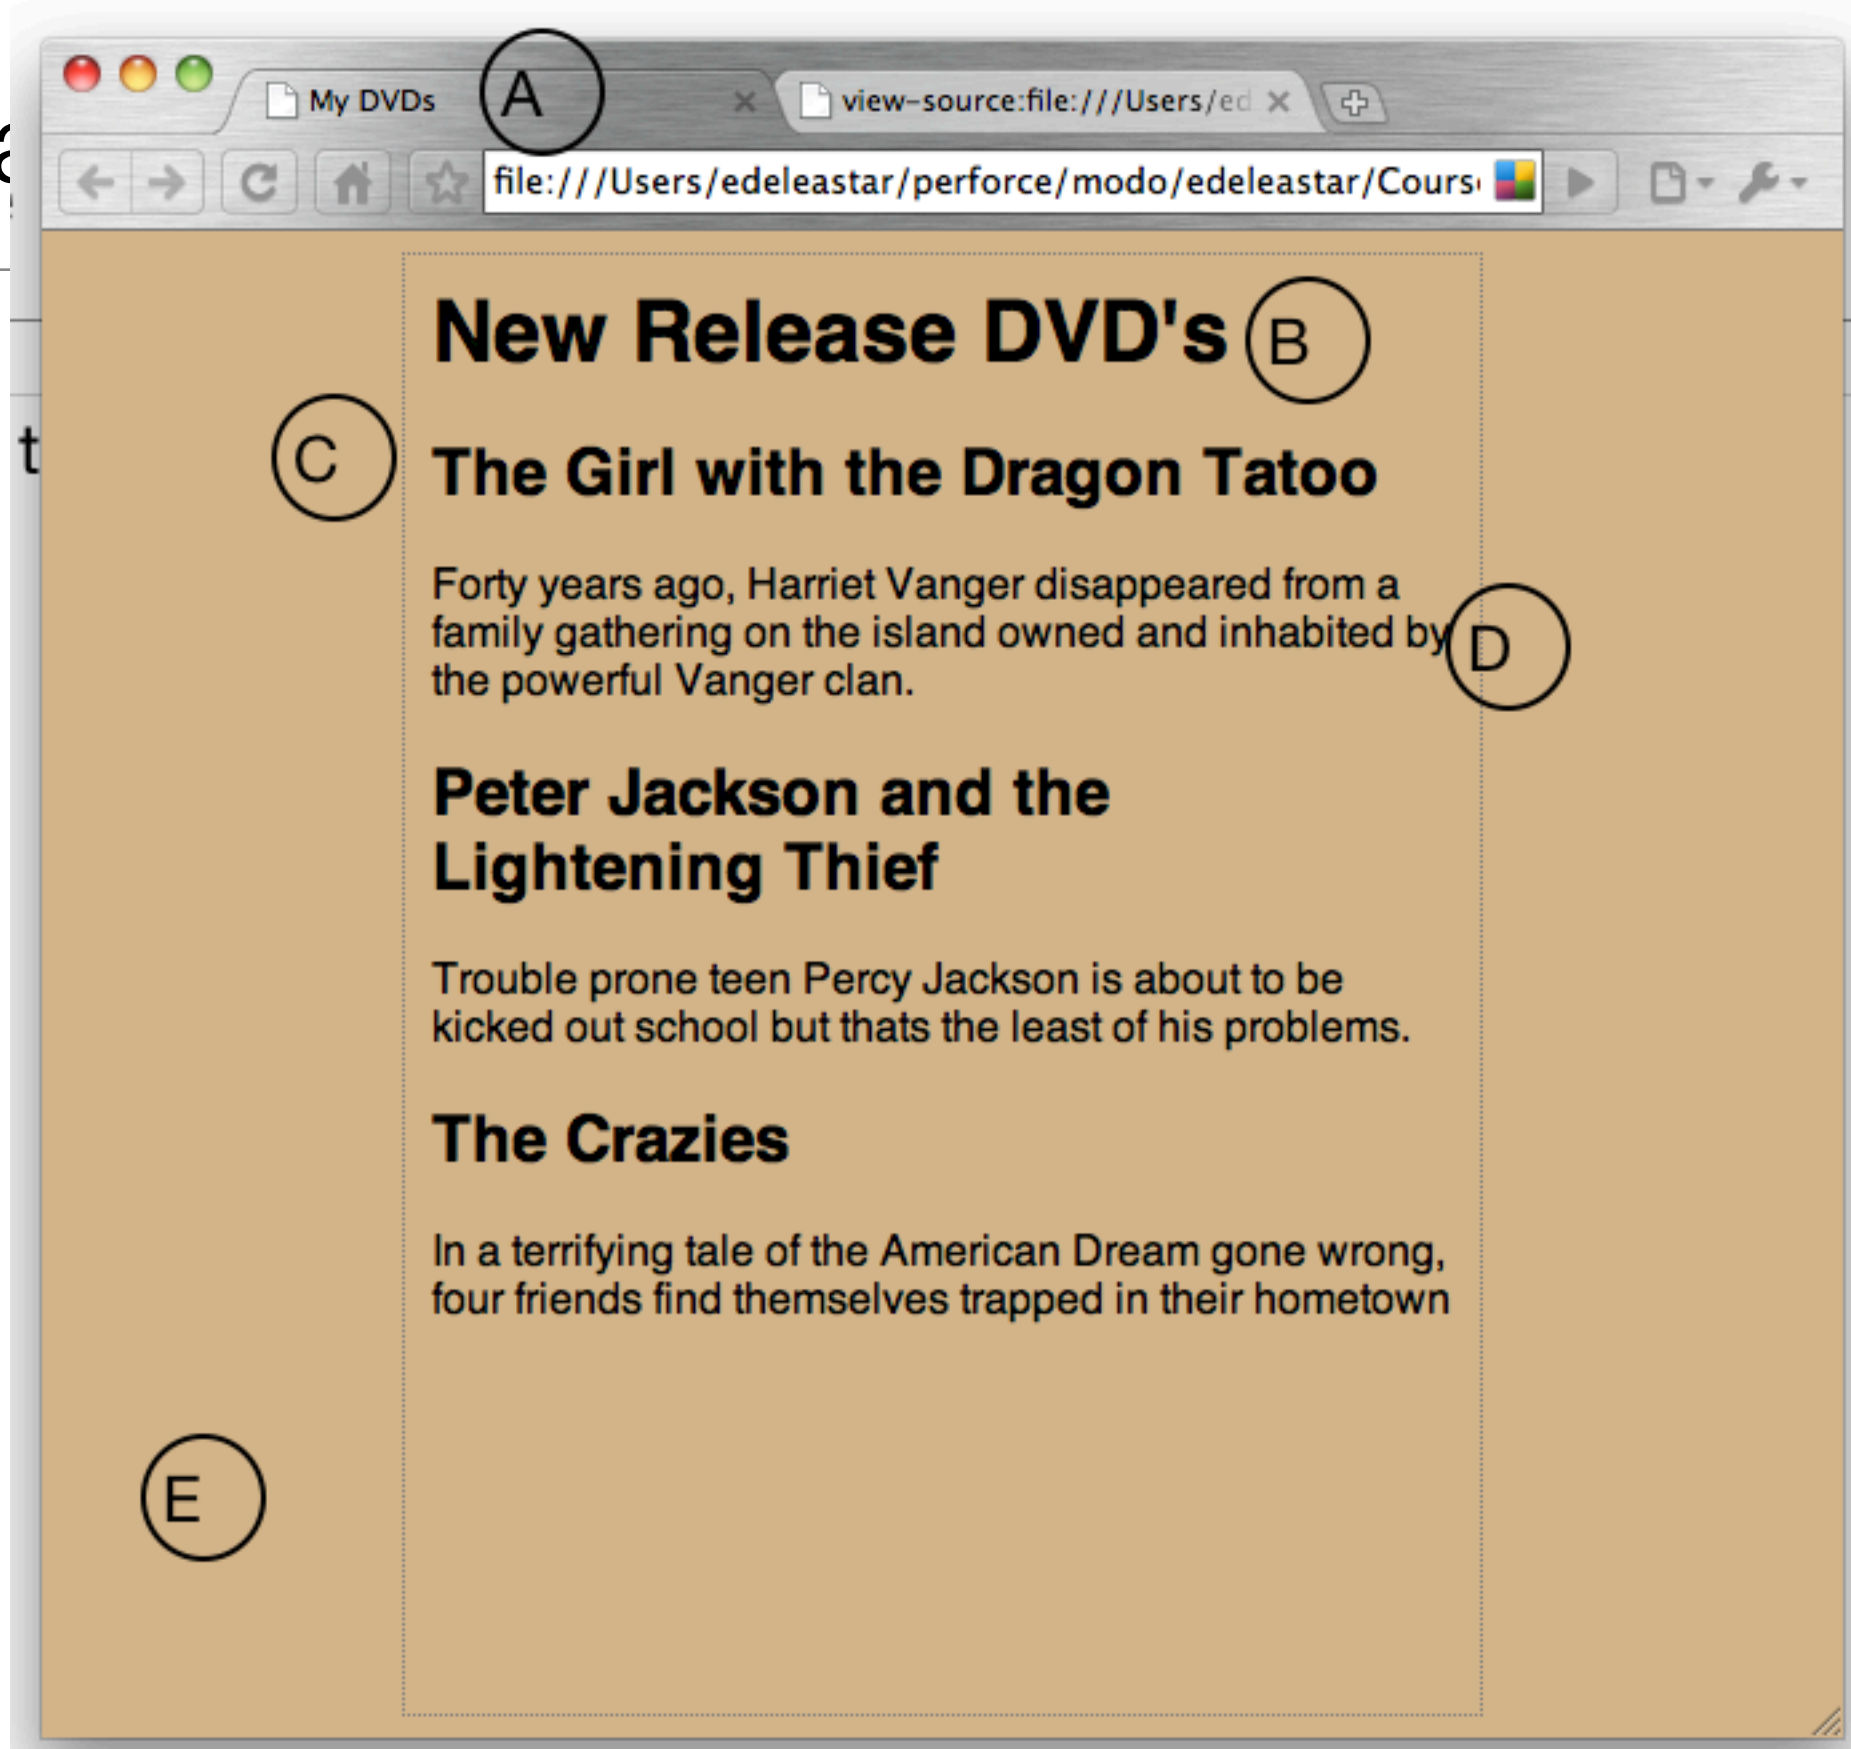 My DVDs
A
view-source:file:///Users/ed
file:///Users/edeleastar/perforce/modo/edeleastar/Cours
New Release DVD's
B
C
The Girl with the Dragon Tatoo
Forty years ago, Harriet Vanger disappeared from a
family gathering on the island owned and inhabited by
the powerful Vanger clan.
D
Peter Jackson and the
Lightening Thief
Trouble prone teen Percy Jackson is about to be
kicked out school but thats the least of his problems.
The Crazies
In a terrifying tale of the American Dream gone wrong,
four friends find themselves trapped in their hometown
E
t